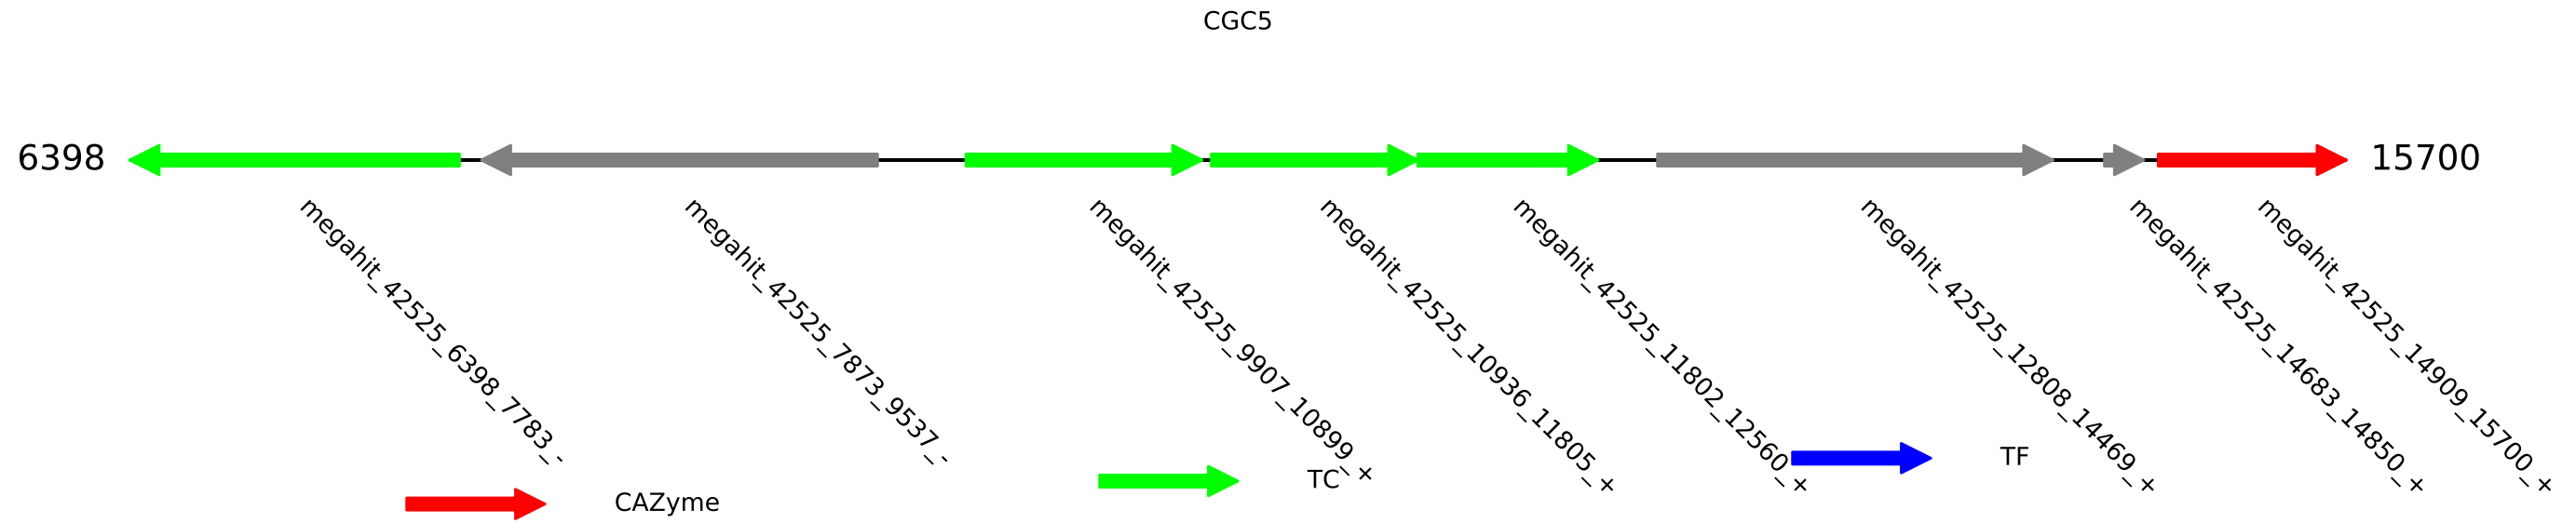 CGC5
6398
15700
megahit_42525_6398_7783_-
megahit_42525_7873_9537_-
megahit_42525_9907_10899_+
megahit_42525_10936_11805_+
megahit_42525_11802_12560_+
megahit_42525_12808_14469_+
megahit_42525_14683_14850_+
megahit_42525_14909_15700_+
CAZyme
TC
TF